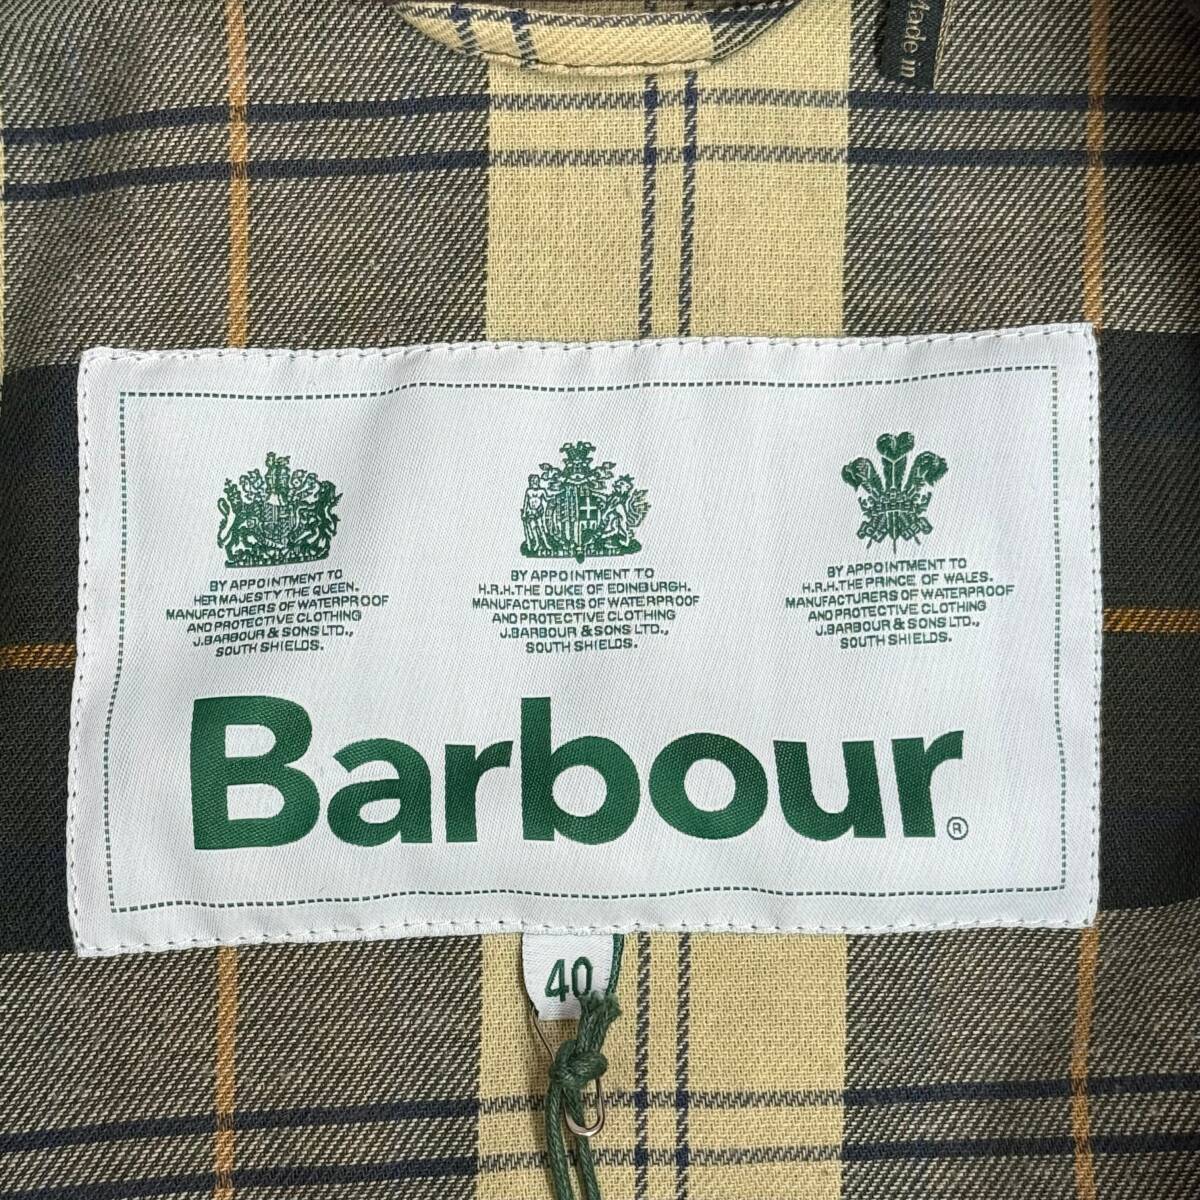 Made in
BY APPOINTMENT TO
HER MAJESTY THE QUEEN.
MANUFACTURERS OF WATERPROOF
AND PROTECTIVE CLOTHING
J.BARBOUR & SONS LTD.,
SOUTH SHIELDS.
BY APPOINTMENT TO
H.R.H.THE DUKE OF EDINBURGH.
MANUFACTURERS OF WATERPROOF
AND PROTECTIVE CLOTHING
J.BARBOUR & SONS LTD.,
SOUTH SHIELDS.
BY APPOINTMENT TO
H.R.H.THE PRINCE OF WALES.
MANUFACTURERS OF WATERPROOF
AND PROTECTIVE CLOTHING
J.BARBOUR & SONS LTD.,
SOUTH SHIELDS.
Barbour®
40